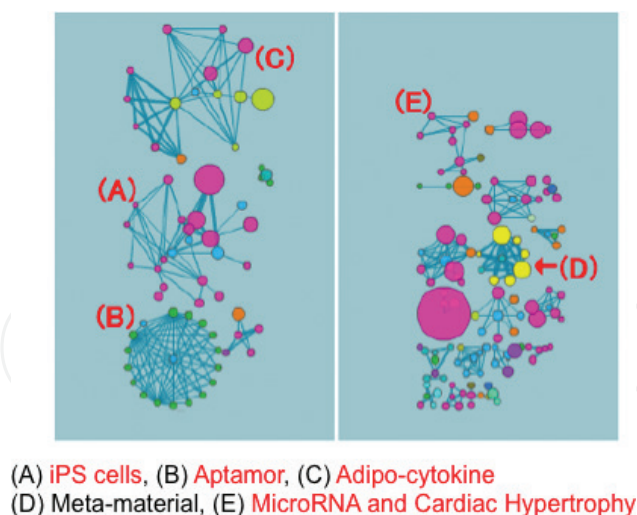 (C)
(E)
(A)
(D)
(B)
(A) iPS cells, (B) Aptamor, (C) Adipo-cytokine
(D) Meta-material, (E) MicroRNA and Cardiac Hypertrophy